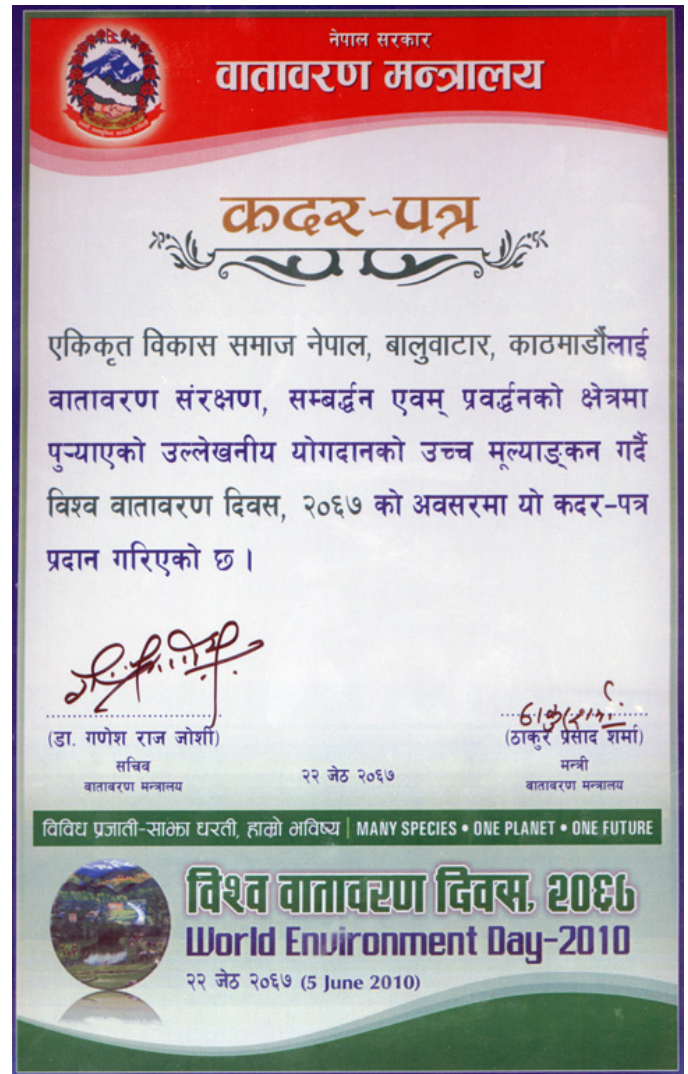 नेपाल सरकार
वातावरण मन्त्रालय
कदर-पत्र
एकिकृत विकास समाज नेपाल, बालुवाटार, काठमाडौंलाई
वातावरण संरक्षण, सम्बर्द्धन एवम् प्रवर्द्धनको क्षेत्रमा
पुर्‍याएको उल्लेखनीय योगदानको उच्च मूल्याङ्कन गर्दै
विश्व वातावरण दिवस, २०६७ को अवसरमा यो कदर-पत्र
प्रदान गरिएको छ ।
(डा. गणेश राज जोशी)
सचिव
वातावरण मन्त्रालय
२२ जेठ २०६७
(ठाकुर प्रसाद शर्मा)
मन्त्री
वातावरण मन्त्रालय
विविध प्रजाती-साझा धरती, हाम्रो भविष्य | MANY SPECIES • ONE PLANET • ONE FUTURE
विश्व वातावरण दिवस, २०६७
World Environment Day-2010
२२ जेठ २०६७ (5 June 2010)